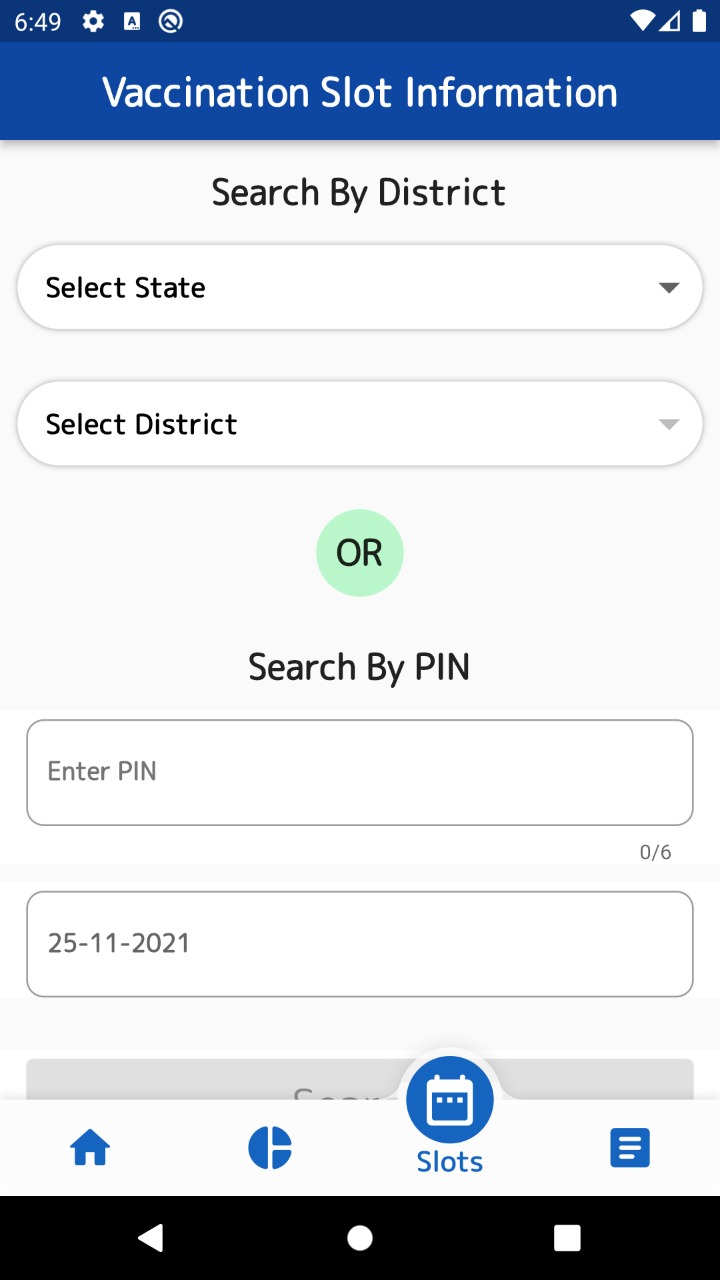 6:49
Vaccination Slot Information
Search By District
Select State
Select District
OR
Search By PIN
Enter PIN
0/6
25-11-2021
Slots